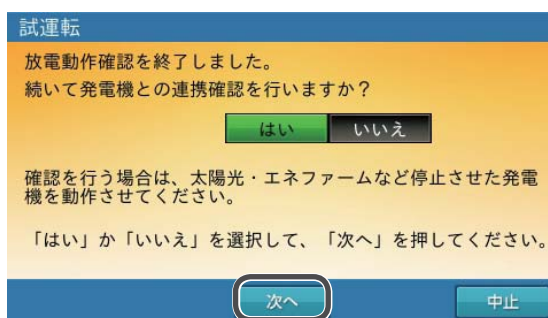 試運転
放電動作確認を終了しました。
続いて発電機との連携確認を行いますか?
はい いいえ
確認を行う場合は、太陽光・エネファームなど停止させた発電
機を動作させてください。
「はい」か「いいえ」を選択して、「次へ」を押してください。
次へ 中止